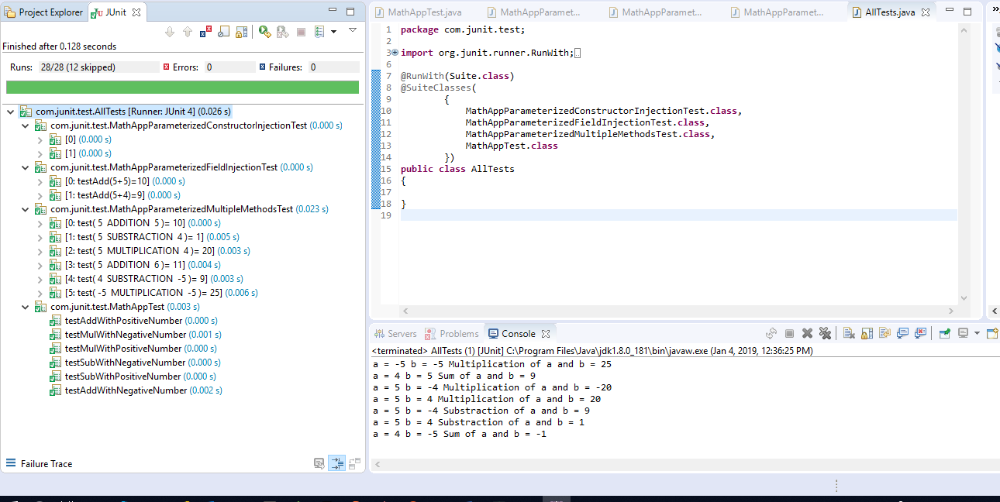 Project Explorer JUnit
Finished after 0.128 seconds
Runs: 28/28 (12 skipped) Errors: 0 Failures: 0
com.junit.test.AllTests [Runner: JUnit 4] (0.026 s)
com.junit.test.MathAppParameterizedConstructorInjectionTest (0.000 s)
[0] (0.000 s)
[1] (0.000 s)
com.junit.test.MathAppParameterizedFieldInjectionTest (0.000 s)
[0: testAdd(5+5)=10] (0.000 s)
[1: testAdd(5+4)=9] (0.000 s)
com.junit.test.MathAppParameterizedMultipleMethodsTest (0.023 s)
[0: test( 5 ADDITION 5 )= 10] (0.000 s)
[1: test( 5 SUBSTRACTION 4 )= 1] (0.005 s)
[2: test( 5 MULTIPLICATION 4 )= 20] (0.003 s)
[3: test( 5 ADDITION 6 )= 11] (0.004 s)
[4: test( 4 SUBSTRACTION -5 )= 9] (0.003 s)
[5: test( -5 MULTIPLICATION -5 )= 25] (0.006 s)
com.junit.test.MathAppTest (0.003 s)
testAddWithPositiveNumber (0.000 s)
testMulWithNegativeNumber (0.001 s)
testMulWithPositiveNumber (0.000 s)
testSubWithNegativeNumber (0.000 s)
testSubWithPositiveNumber (0.000 s)
testAddWithNegativeNumber (0.002 s)
Failure Trace
MathAppTest.java MathAppParamet... MathAppParamet... MathAppParamet... AllTests.java
1 package com.junit.test;
2
3 import org.junit.runner.RunWith;
6
7 @RunWith(Suite.class)
8 @SuiteClasses(
9 {
10 MathAppParameterizedConstructorInjectionTest.class,
11 MathAppParameterizedFieldInjectionTest.class,
12 MathAppParameterizedMultipleMethodsTest.class,
13 MathAppTest.class
14 })
15 public class AllTests
16 {
17
18 }
19
Servers Problems Console
<terminated> AllTests (1) [JUnit] C:\Program Files\Java\jdk1.8.0_181\bin\javaw.exe (Jan 4, 2019, 12:36:25 PM)
a = -5 b = -5 Multiplication of a and b = 25
a = 4 b = 5 Sum of a and b = 9
a = 5 b = -4 Multiplication of a and b = -20
a = 5 b = 4 Multiplication of a and b = 20
a = 5 b = -4 Substraction of a and b = 9
a = 5 b = 4 Substraction of a and b = 1
a = 4 b = -5 Sum of a and b = -1